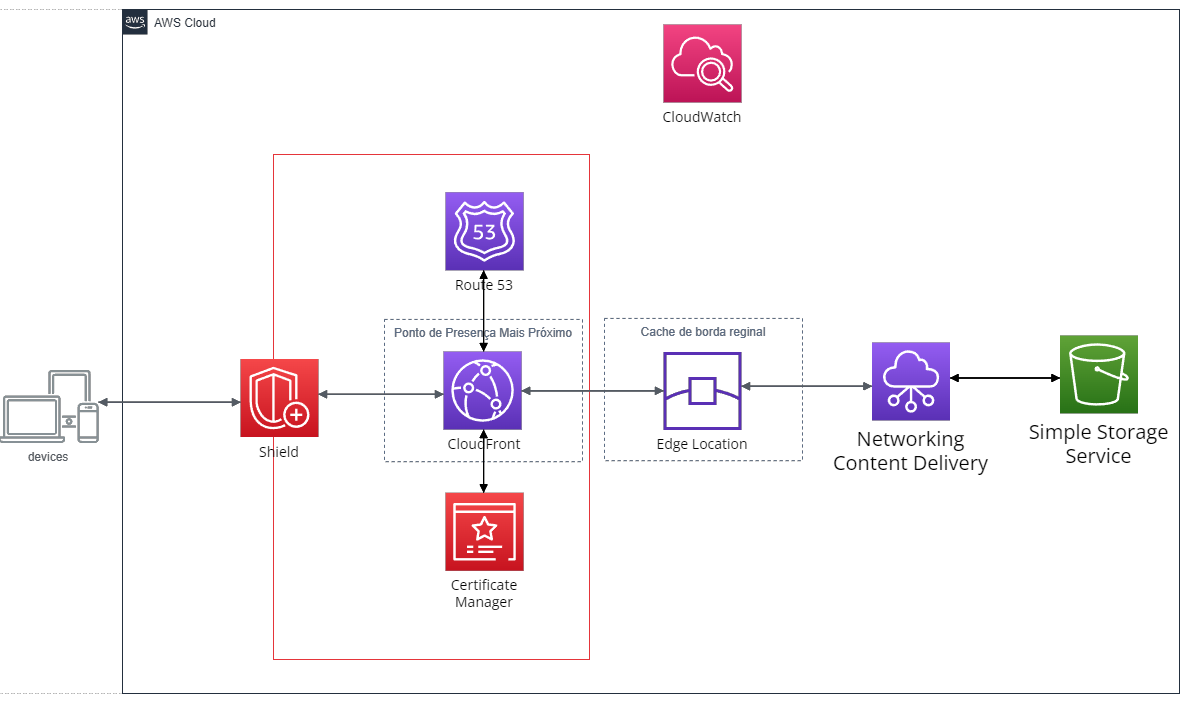 aws
AWS Cloud
CloudWatch
53
Route 53
Ponto de Presença Mais Próximo
Cache de borda reginal
CloudFront
Edge Location
Shield
devices
Networking
Content Delivery
Simple Storage
Service
Certificate
Manager